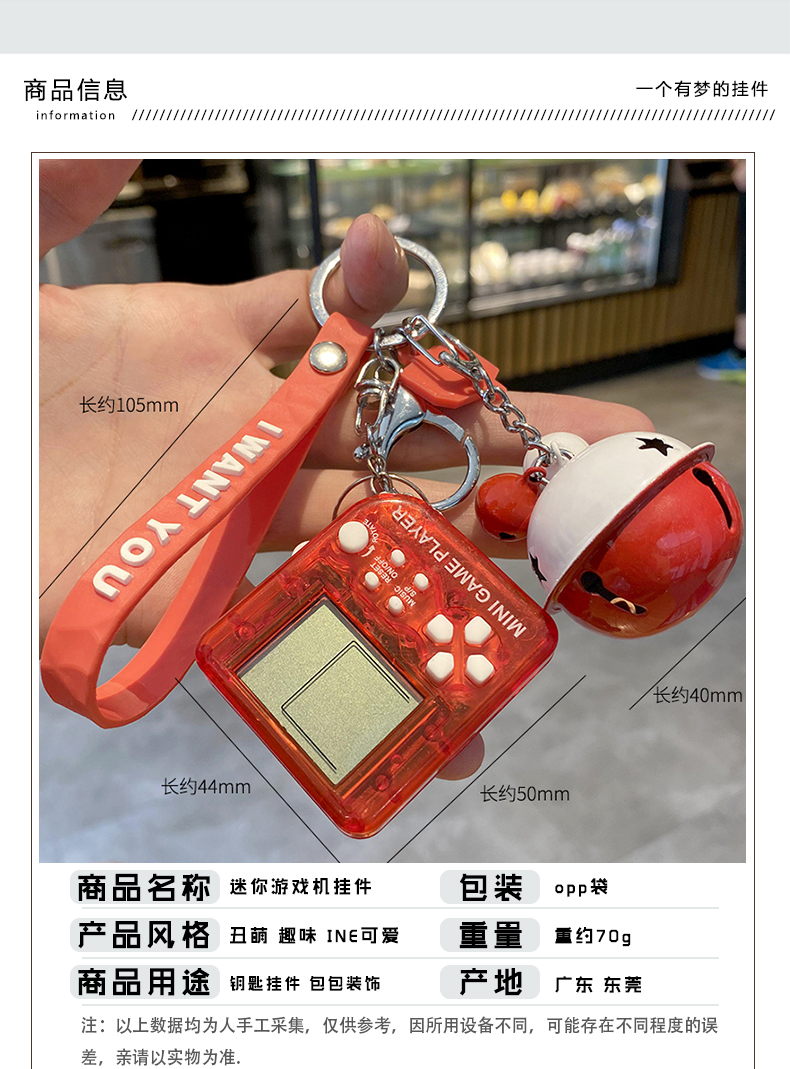 商品信息
一个有梦的挂件
information
长约105mm
I WANT YOU
MINI GAME PLAYER
ROTATE
RESET
ON/OFF
MUSIC
S/P
长约40mm
长约44mm
长约50mm
商品名称 迷你游戏机挂件 包装 opp袋
产品风格 丑萌 趣味 INE可爱 重量 重约70g
商品用途 钥匙挂件 包包装饰 产地 广东 东莞
注：以上数据均为人手工采集，仅供参考，因所用设备不同，可能存在不同程度的误
差，亲请以实物为准.